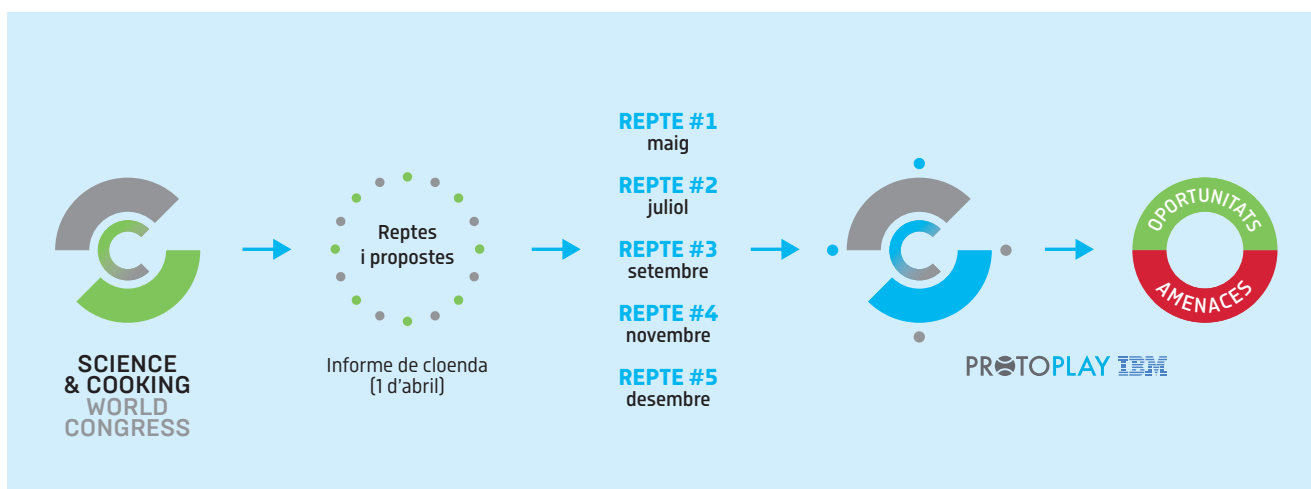 SCIENCE
& COOKING
WORLD
CONGRESS
Reptes
i propostes
Informe de cloenda
(1 d'abril)
REPTE #1
maig
REPTE #2
juliol
REPTE #3
setembre
REPTE #4
novembre
REPTE #5
desembre
PROTOPLAY IBM
OPORTUNITATS
AMENACES